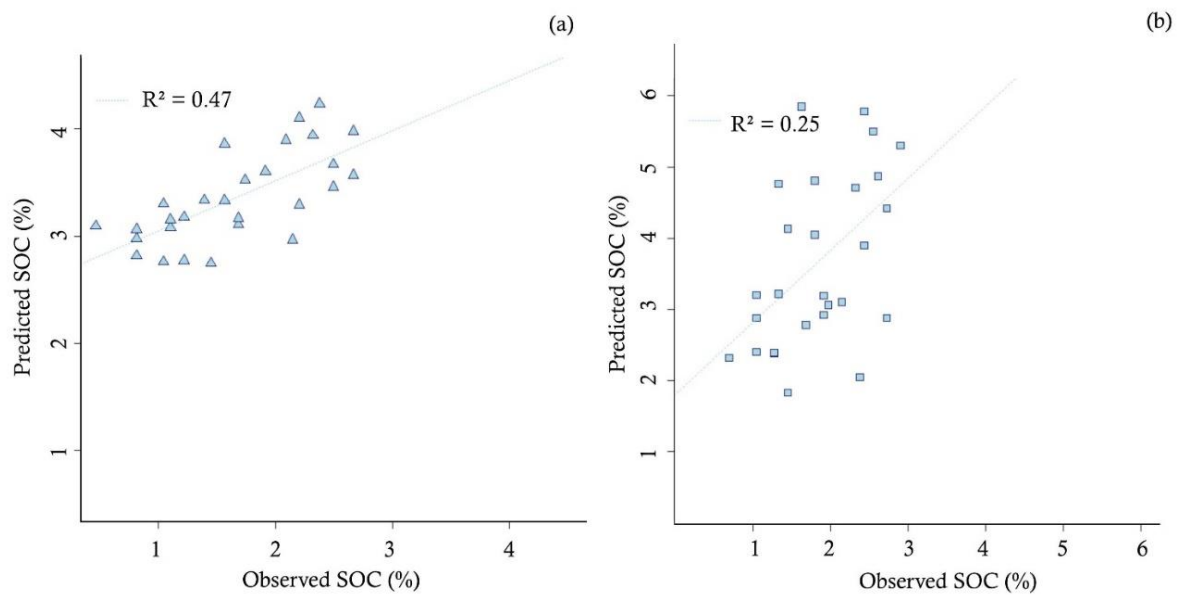 (a)
R² = 0.47
4
3
2
1
Predicted SOC (%)
1 2 3 4
Observed SOC (%)
(b)
R² = 0.25
6
5
4
3
2
1
Predicted SOC (%)
1 2 3 4 5 6
Observed SOC (%)